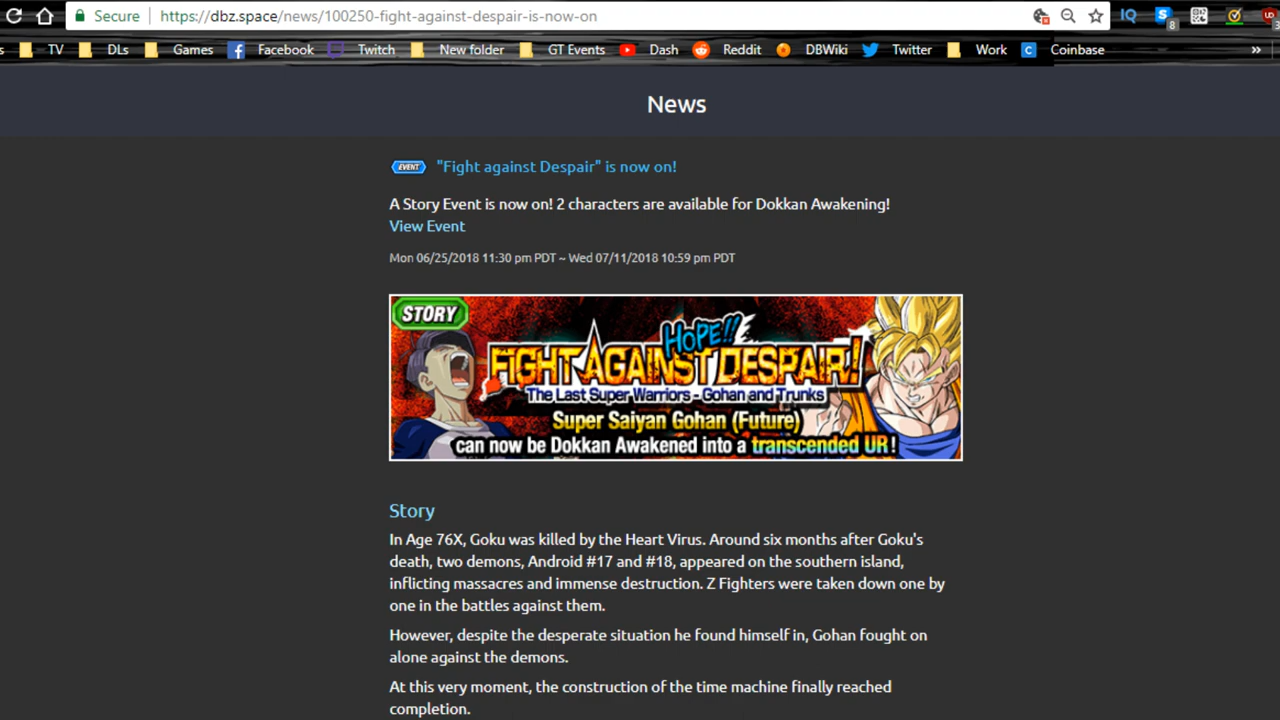 Secure https://dbz.space/news/100250-fight-against-despair-is-now-on
IQ 8 UD 3
s TV DLs Games Facebook Twitch New folder GT Events Dash Reddit DBWiki Twitter Work C Coinbase »
News
EVENT "Fight against Despair" is now on!
A Story Event is now on! 2 characters are available for Dokkan Awakening!
View Event
Mon 06/25/2018 11:30 pm PDT ~ Wed 07/11/2018 10:59 pm PDT
STORY
HOPE!!
FIGHT AGAINST DESPAIR!
The Last Super Warriors - Gohan and Trunks
Super Saiyan Gohan (Future)
can now be Dokkan Awakened into a transcended UR!
Story
In Age 76X, Goku was killed by the Heart Virus. Around six months after Goku's
death, two demons, Android #17 and #18, appeared on the southern island,
inflicting massacres and immense destruction. Z Fighters were taken down one by
one in the battles against them.
However, despite the desperate situation he found himself in, Gohan fought on
alone against the demons.
At this very moment, the construction of the time machine finally reached
completion.